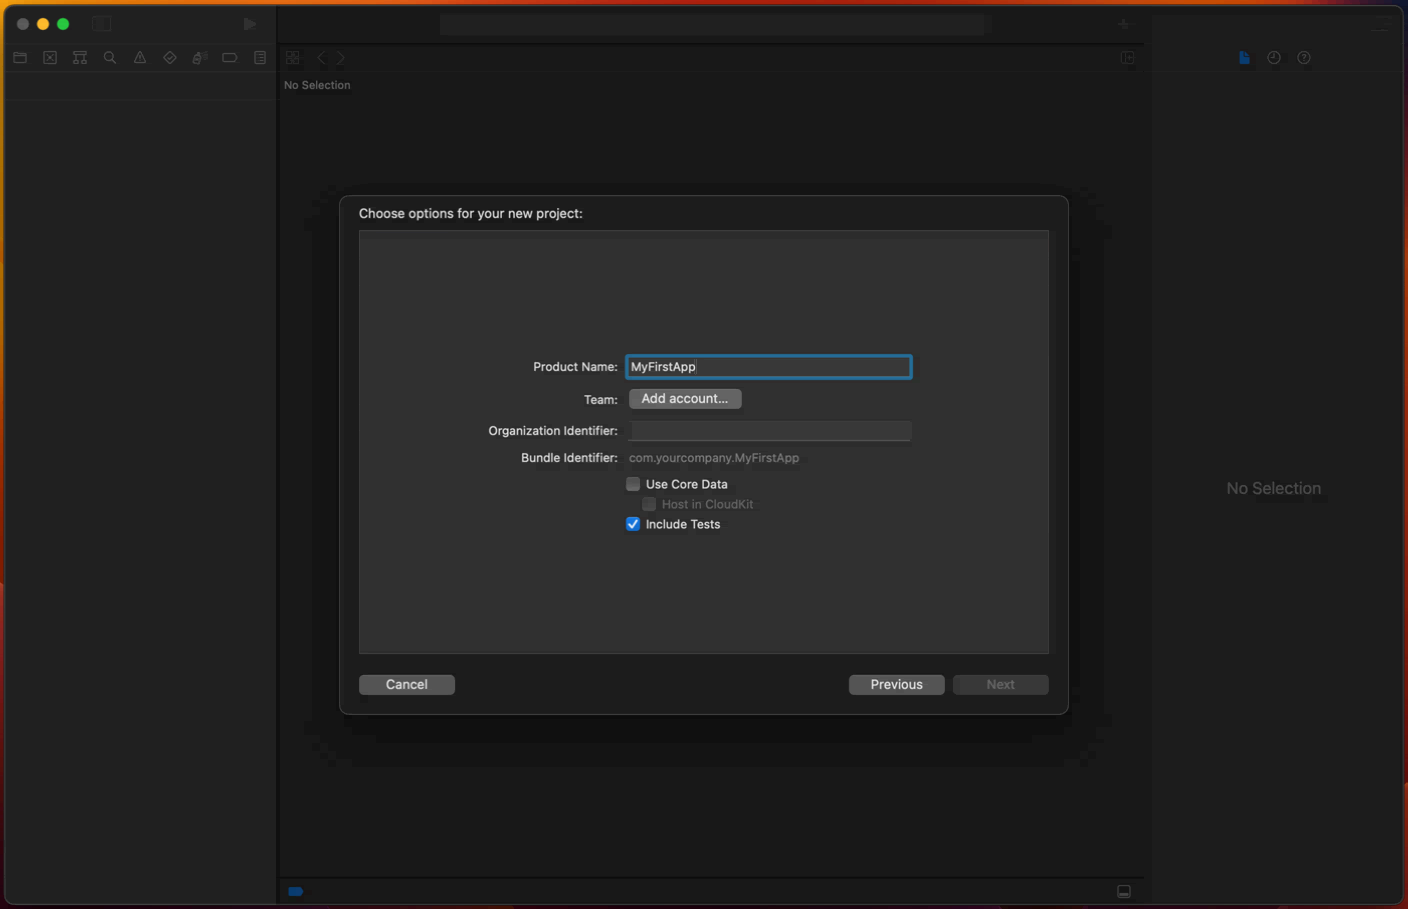 No Selection
Choose options for your new project:
Product Name: MyFirstApp
Team: Add account...
Organization Identifier:
Bundle Identifier: com.yourcompany.MyFirstApp
Use Core Data
No Selection
Host in CloudKit
Include Tests
Cancel Previous Next